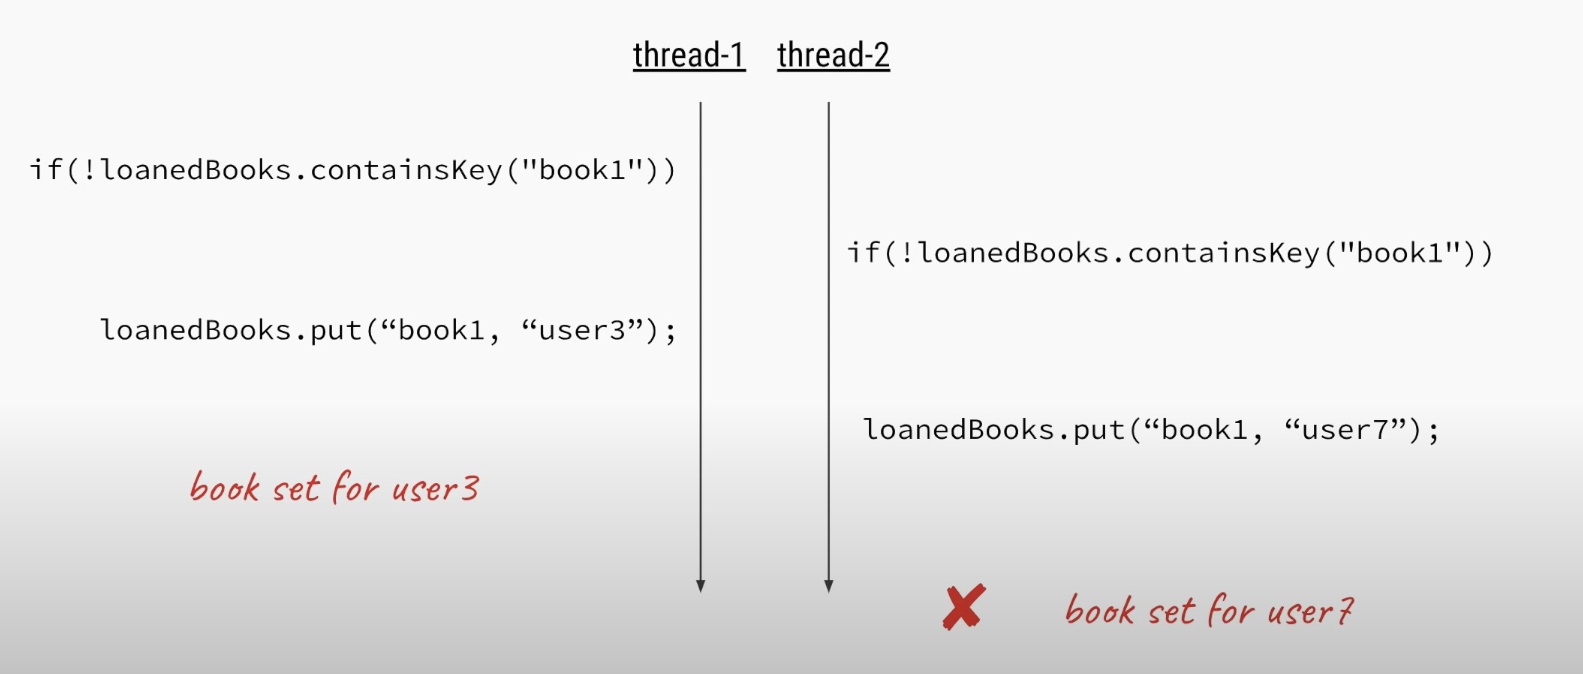 thread-1 thread-2
if(!loanedBooks.containsKey("book1"))
if(!loanedBooks.containsKey("book1"))
loanedBooks.put(“book1, “user3”);
loanedBooks.put(“book1, “user7”);
book set for user3
book set for user7